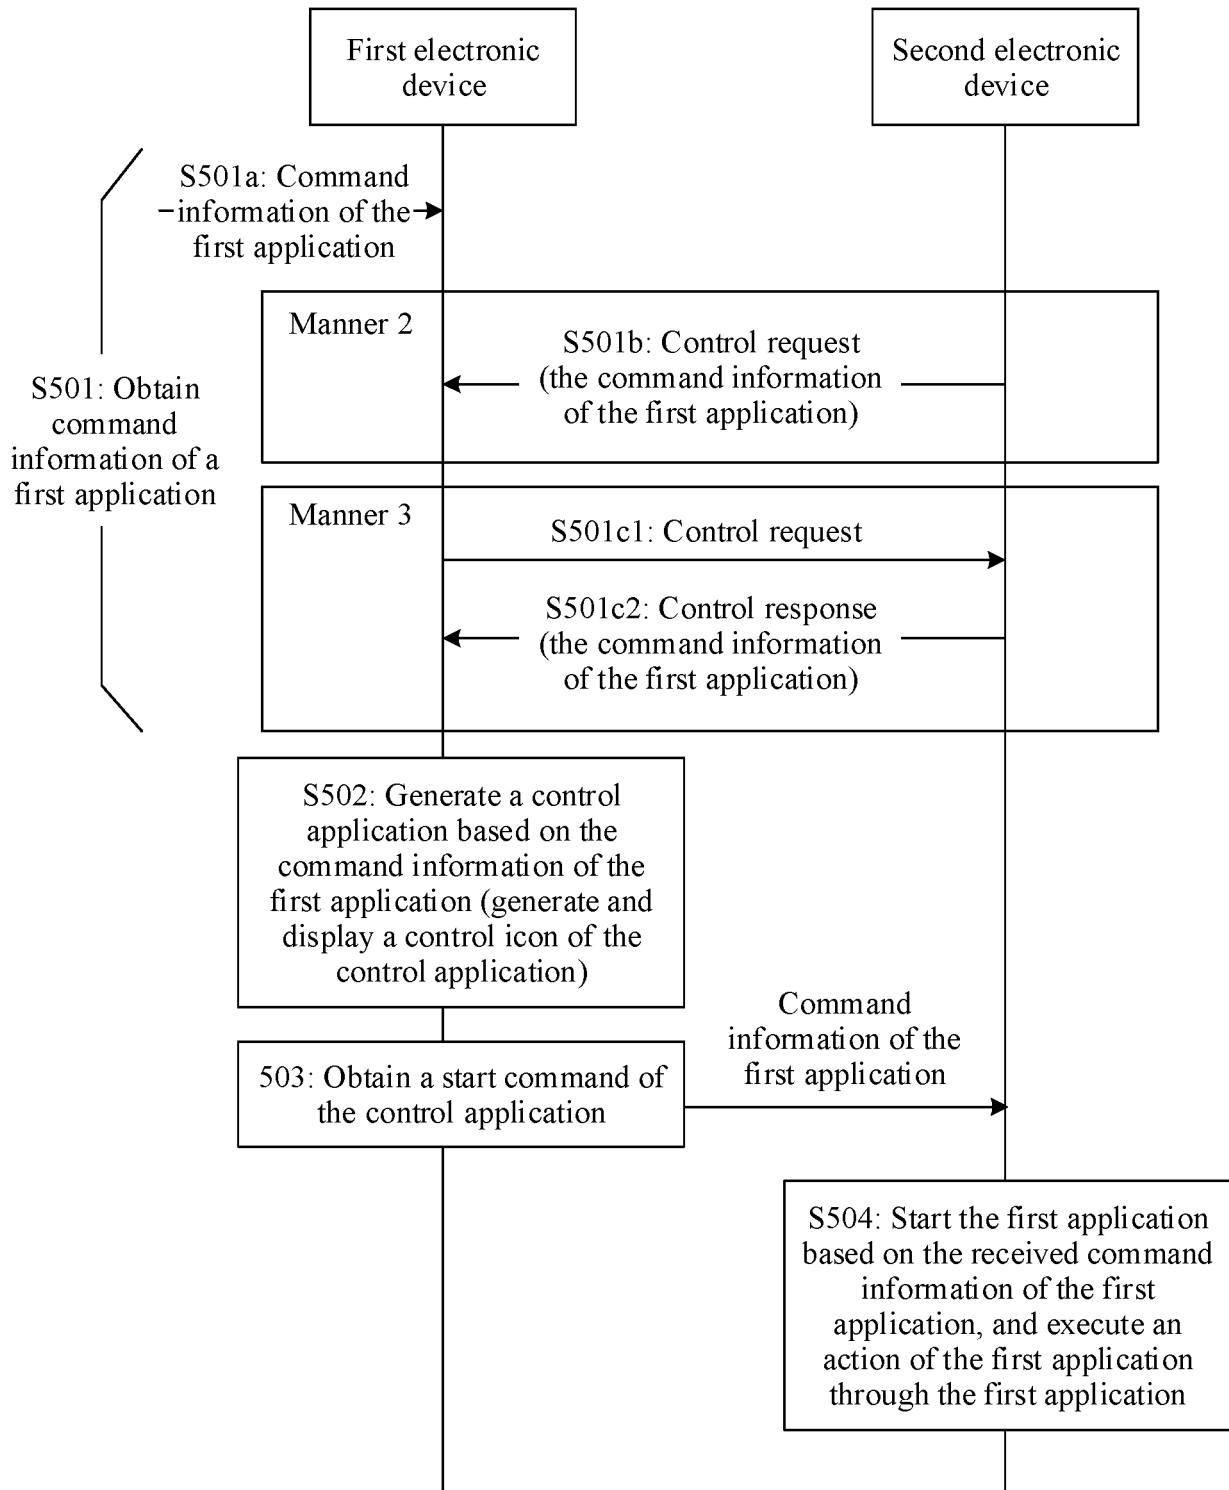 First electronic
device
Second electronic
device
S501a: Command
information of the
first application
Manner 2
S501b: Control request
(the command information
of the first application)
S501: Obtain
command
information of a
first application
Manner 3
S501c1: Control request
S501c2: Control response
(the command information
of the first application)
S502: Generate a control
application based on the
command information of the
first application (generate and
display a control icon of the
control application)
Command
information of the
first application
503: Obtain a start command of
the control application
S504: Start the first application
based on the received command
information of the first
application, and execute an
action of the first application
through the first application